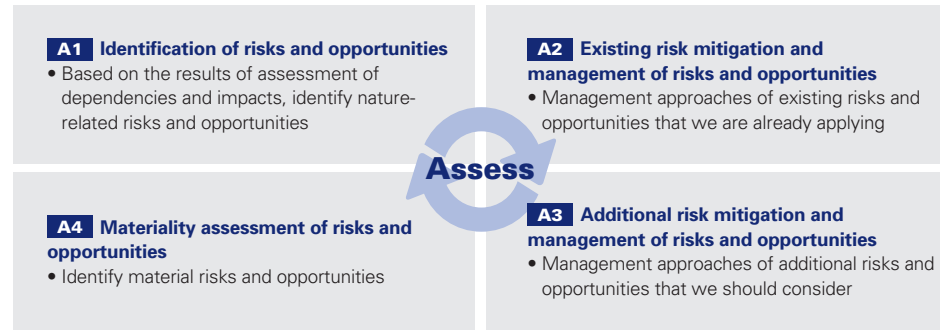 A1 Identification of risks and opportunities
• Based on the results of assessment of
dependencies and impacts, identify nature-
related risks and opportunities
A2 Existing risk mitigation and
management of risks and opportunities
• Management approaches of existing risks and
opportunities that we are already applying
Assess
A4 Materiality assessment of risks and
opportunities
• Identify material risks and opportunities
A3 Additional risk mitigation and
management of risks and opportunities
• Management approaches of additional risks and
opportunities that we should consider